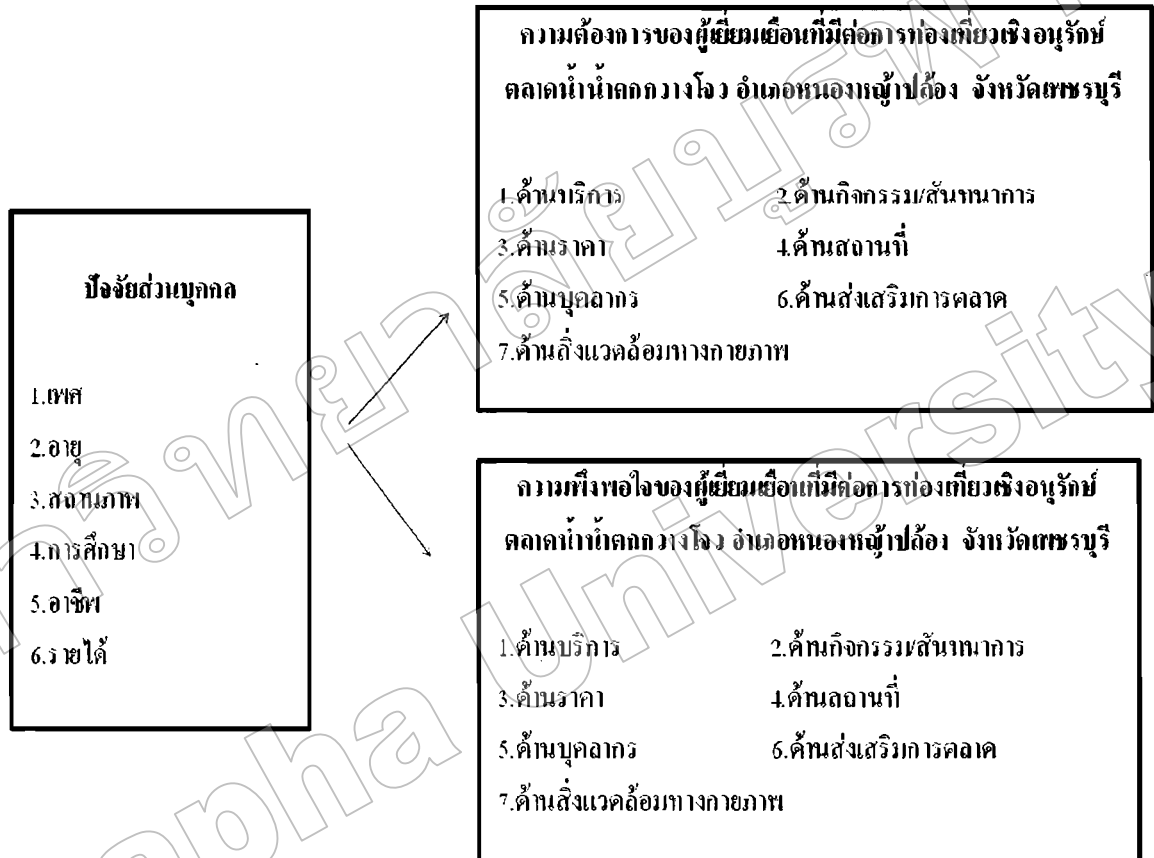 ความต้องการของผู้เยี่ยมเยือนที่มีต่อการท่องเที่ยวเชิงอนุรักษ์
ตลาดน้ำน้ำตกกวางโจว อำเภอหนองหญ้าปล้อง จังหวัดเพชรบุรี
1.ด้านบริการ 2.ด้านกิจกรรม/สันทนาการ
3.ด้านราคา 4.ด้านสถานที่
5.ด้านบุคลากร 6.ด้านส่งเสริมการตลาด
7.ด้านสิ่งแวดล้อมทางกายภาพ
ปัจจัยส่วนบุคคล
1.เพศ
2.อายุ
3.สถานภาพ
4.การศึกษา
5.อาชีพ
6.รายได้
ความพึงพอใจของผู้เยี่ยมเยือนที่มีต่อการท่องเที่ยวเชิงอนุรักษ์
ตลาดน้ำน้ำตกกวางโจว อำเภอหนองหญ้าปล้อง จังหวัดเพชรบุรี
1.ด้านบริการ 2.ด้านกิจกรรม/สันทนาการ
3.ด้านราคา 4.ด้านสถานที่
5.ด้านบุคลากร 6.ด้านส่งเสริมการตลาด
7.ด้านสิ่งแวดล้อมทางกายภาพ
University